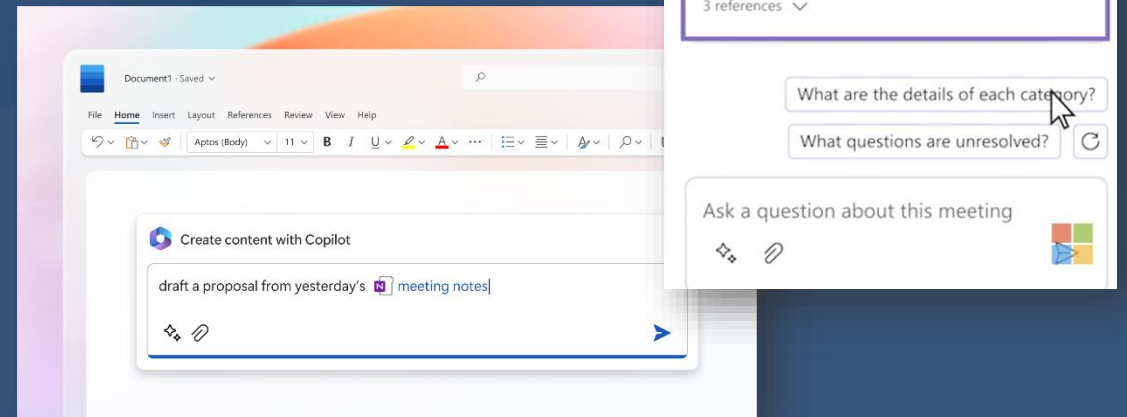 Document1 · Saved
File Home Insert Layout References Review View Help
Aptos (Body) 11 B I U A
Create content with Copilot
draft a proposal from yesterday's N meeting notes
3 references
What are the details of each category?
What questions are unresolved?
Ask a question about this meeting